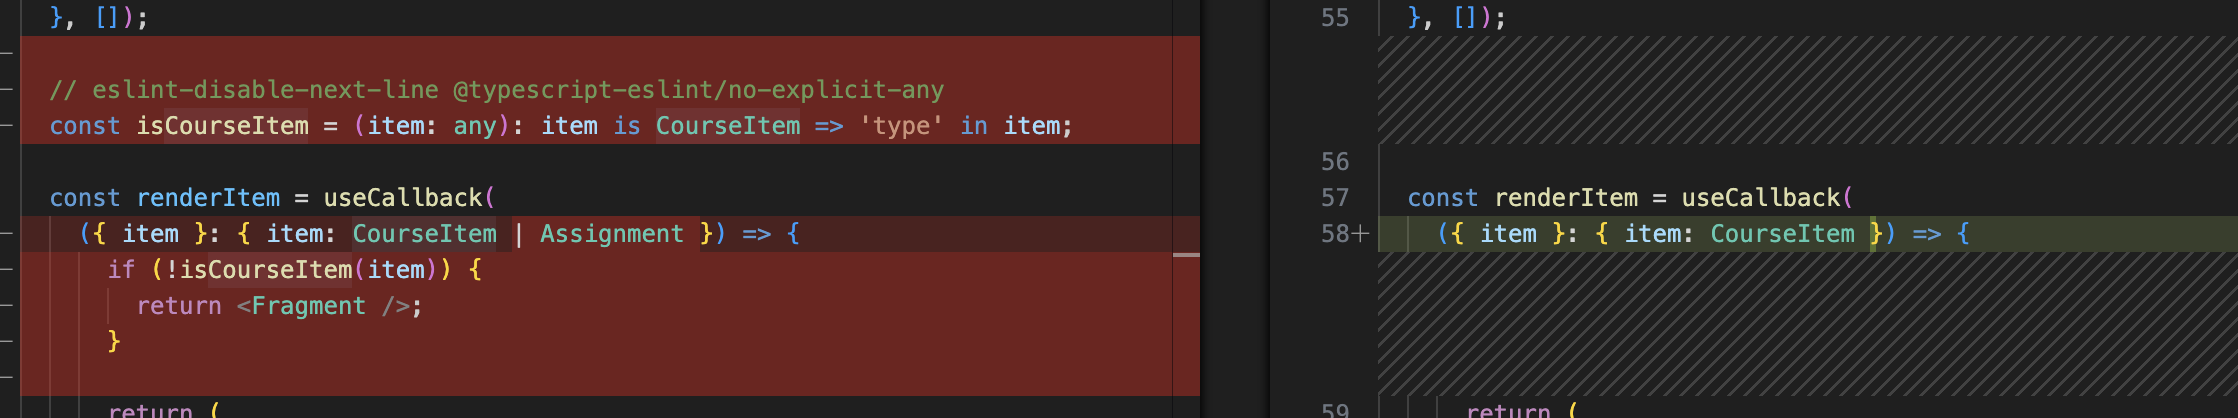 }, []);
// eslint-disable-next-line @typescript-eslint/no-explicit-any
const isCourseItem = (item: any): item is CourseItem => 'type' in item;
const renderItem = useCallback(
({ item }: { item: CourseItem | Assignment }) => {
if (!isCourseItem(item)) {
return <Fragment />;
}
return (
55 }, []);
56
57 const renderItem = useCallback(
58+ ({ item }: { item: CourseItem }) => {
59 return (